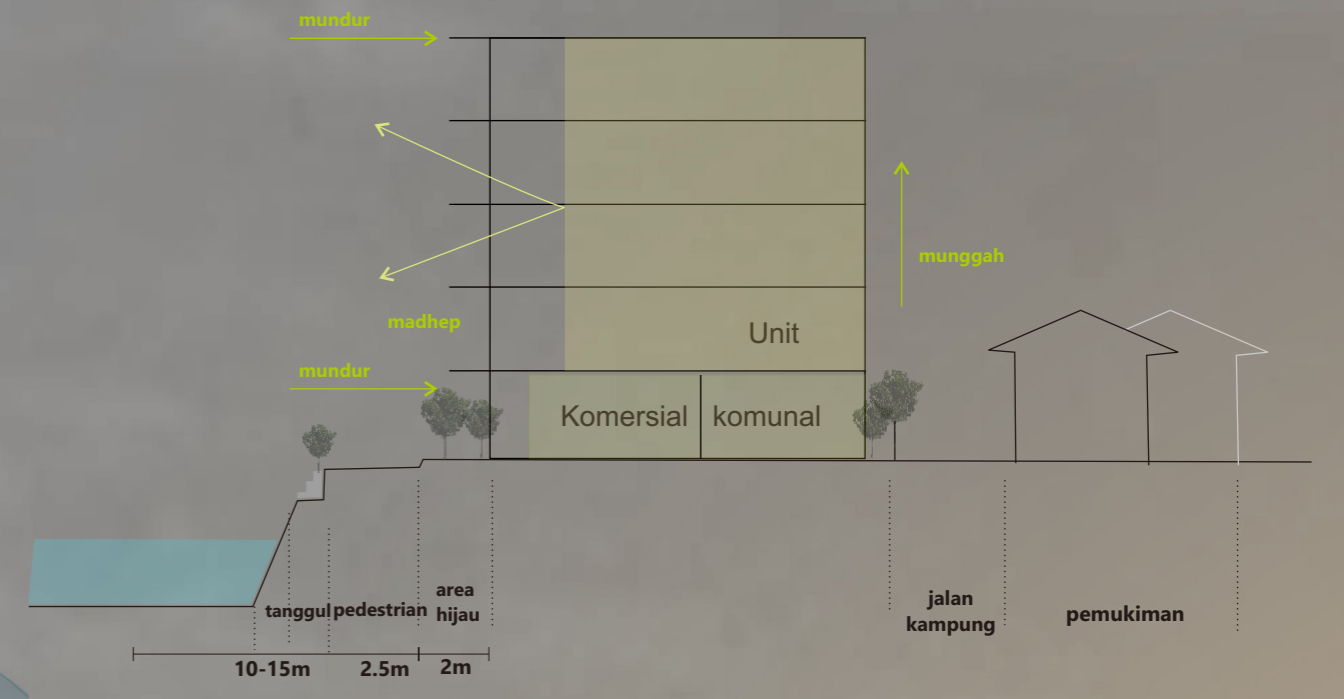 mundur
munggah
madhep
Unit
mundur
Komersial
komunal
tanggul
pedestrian
area
hijau
jalan
kampung
pemukiman
10-15m
2.5m
2m